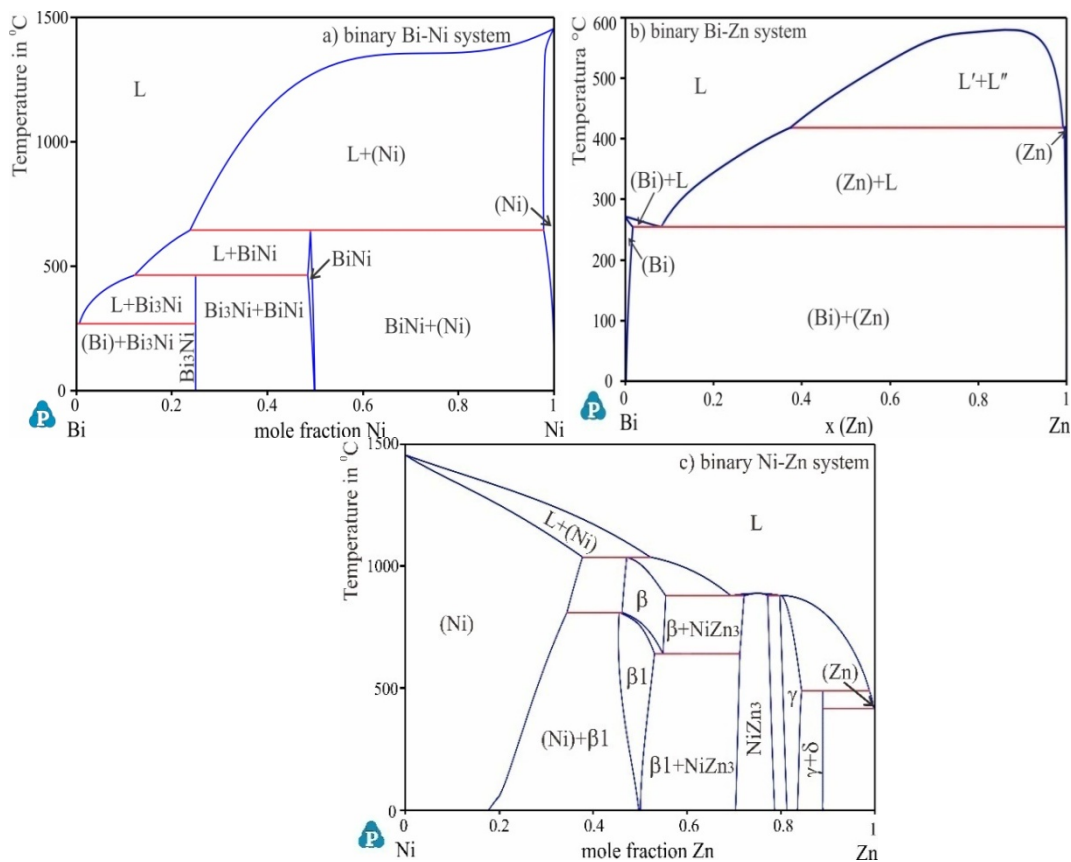 a) binary Bi-Ni system
Temperature in °C
1500
1000
500
0
L
L+(Ni)
(Ni)
L+BiNi
BiNi
L+Bi₃Ni
Bi₃Ni+BiNi
BiNi+(Ni)
(Bi)+Bi₃Ni
Bi₃Ni
0
0.2
0.4
0.6
0.8
1
P
Bi
mole fraction Ni
Ni
b) binary Bi-Zn system
Temperatura °C
600
500
400
300
200
100
0
L
L'+L"
(Zn)
(Bi)+L
(Zn)+L
(Bi)
(Bi)+(Zn)
0
0.2
0.4
0.6
0.8
1
P
Bi
x (Zn)
Zn
c) binary Ni-Zn system
Temperature in °C
1500
1000
500
0
L+(Ni)
L
(Ni)
β
β+NiZn₃
β1
(Zn)
NiZn₃
γ
(Ni)+β1
β1+NiZn₃
γ+δ
0
0.2
0.4
0.6
0.8
1
P
Ni
mole fraction Zn
Zn